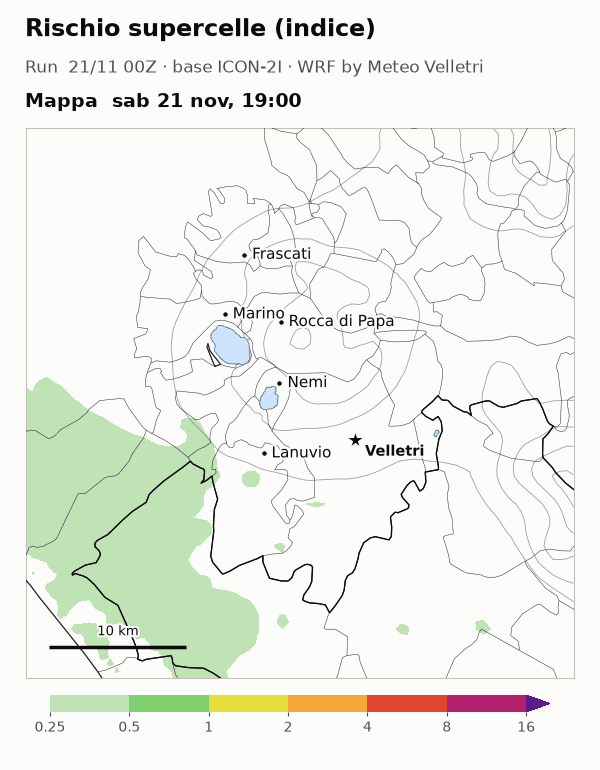 Rischio supercelle (indice)
Run  21/11 00Z · base ICON-2I · WRF by Meteo Velletri
Mappa  sab 21 nov, 19:00
Frascati
Marino
Rocca di Papa
Nemi
Velletri
Lanuvio
10 km
0.25 0.5 1 2 4 8 16